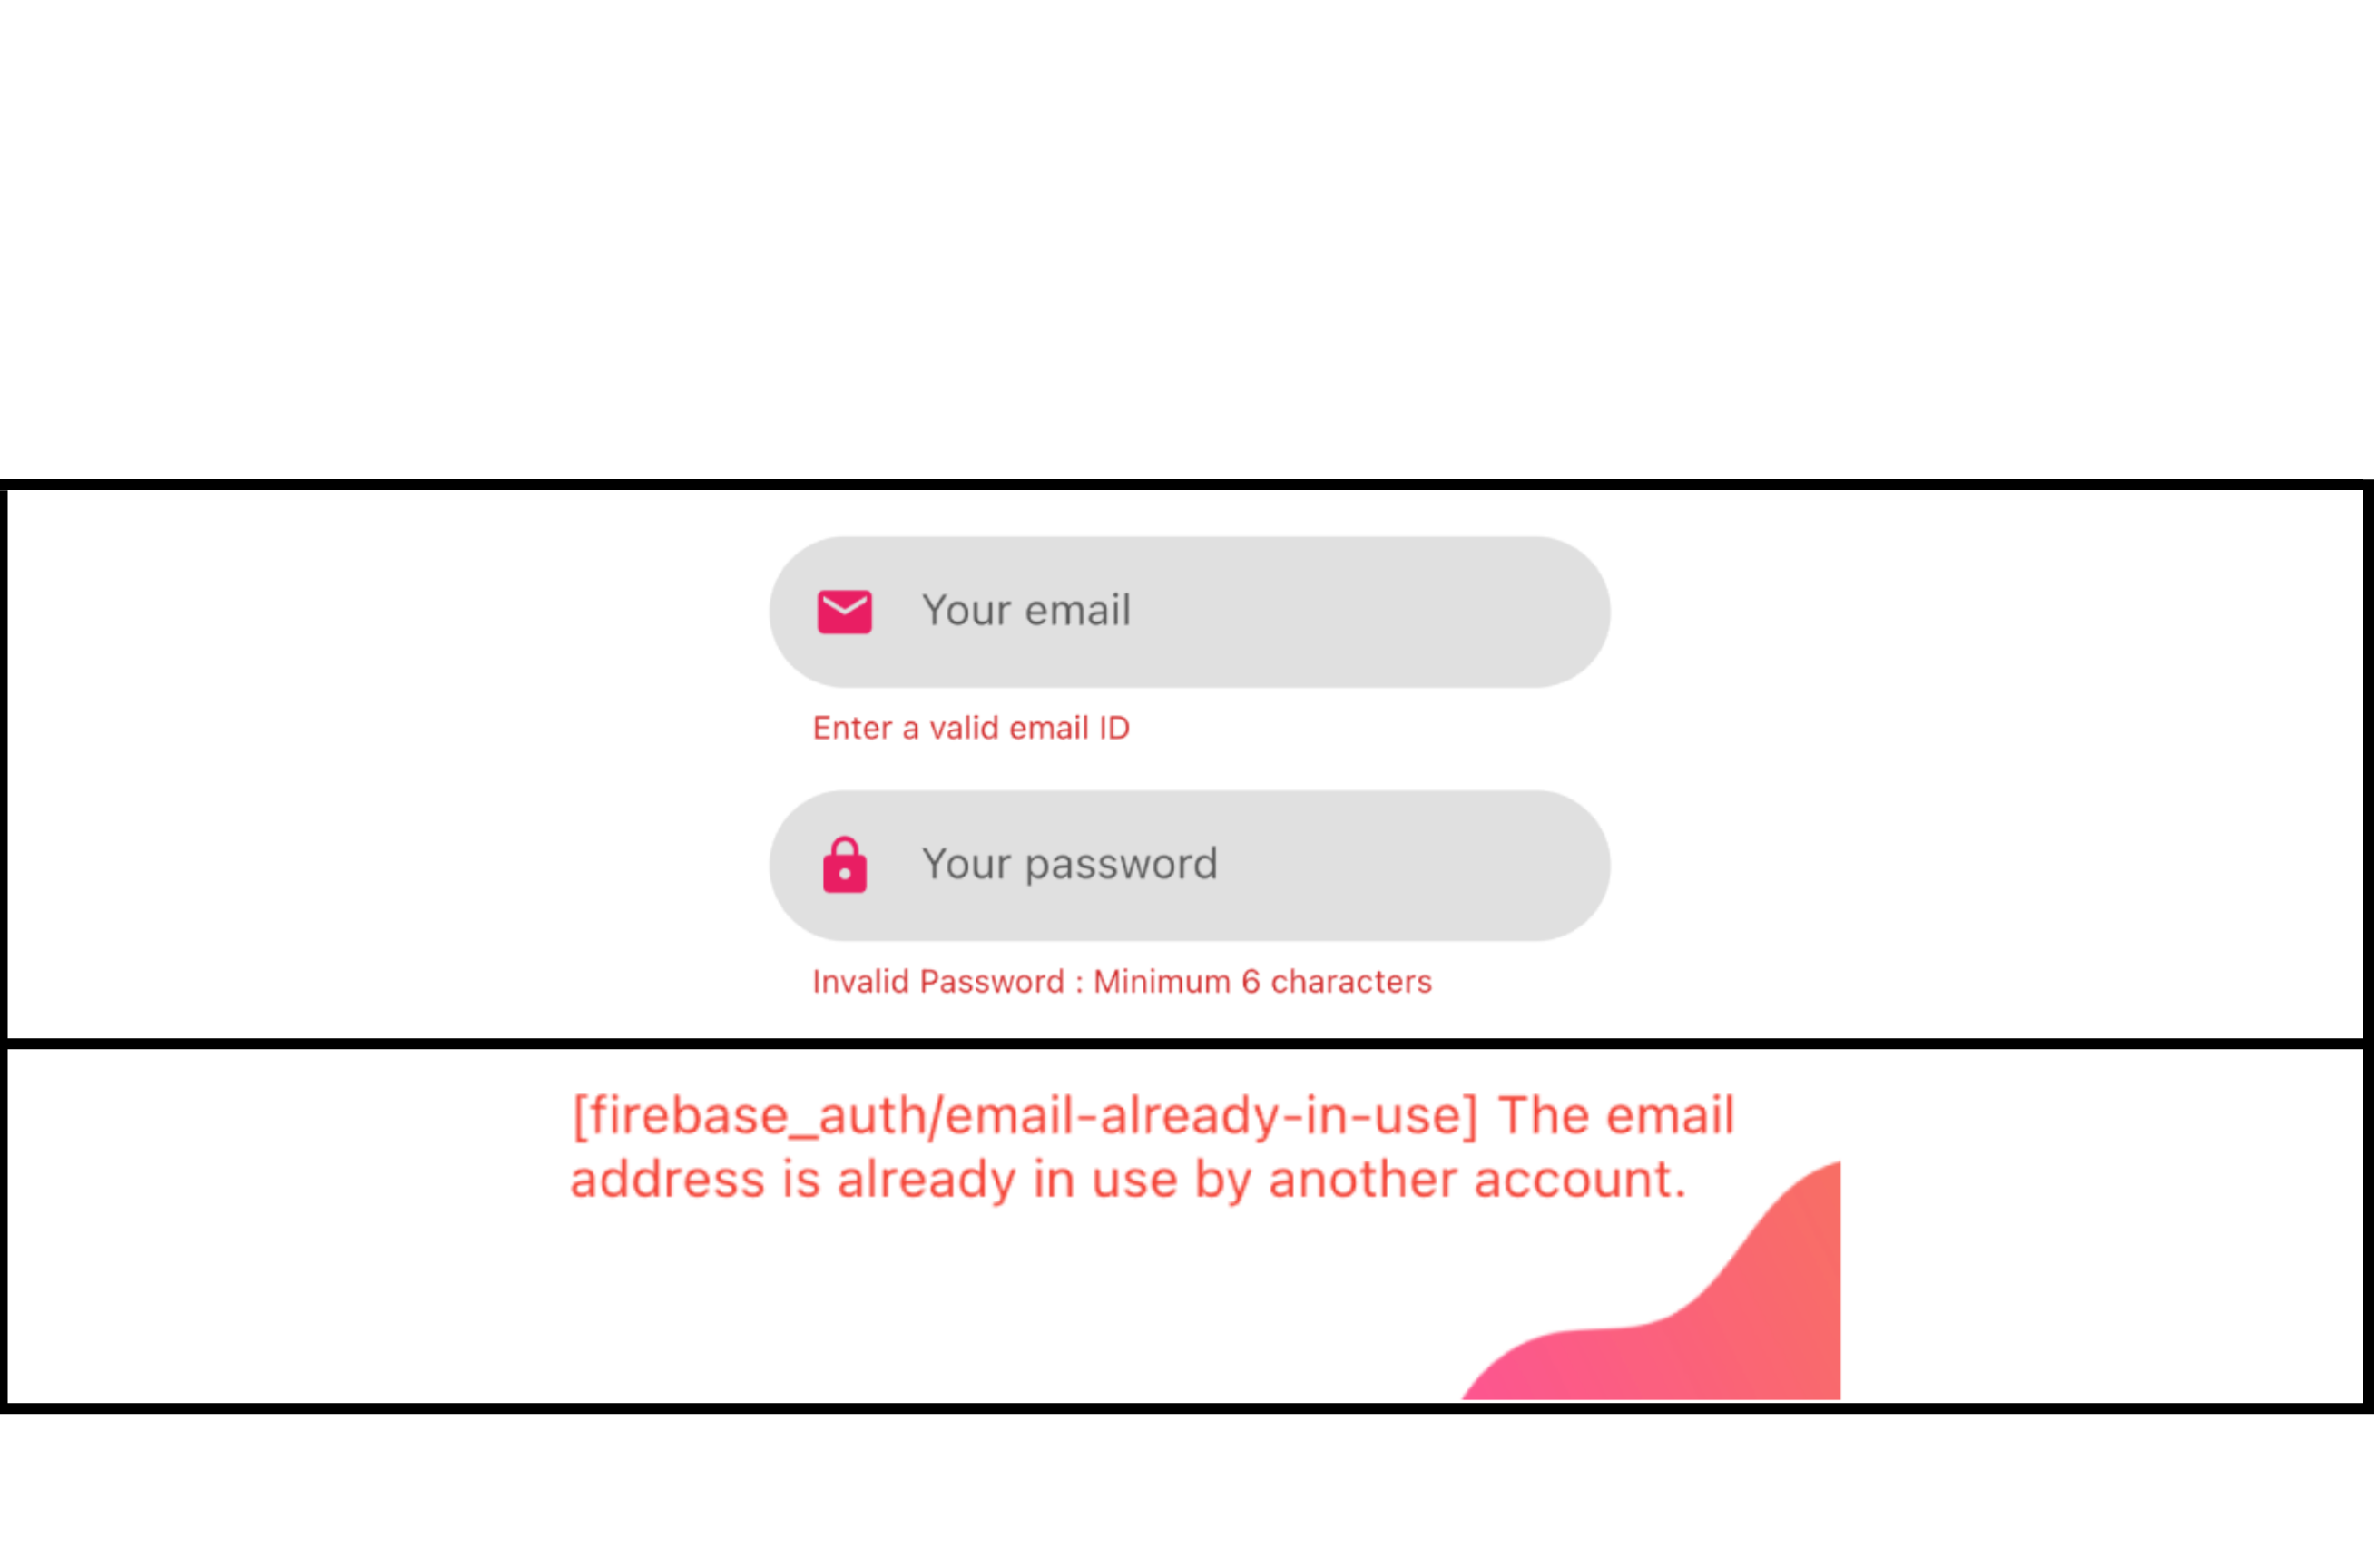 Your email
Enter a valid email ID
Your password
Invalid Password : Minimum 6 characters
[firebase_auth/email-already-in-use] The email
address is already in use by another account.